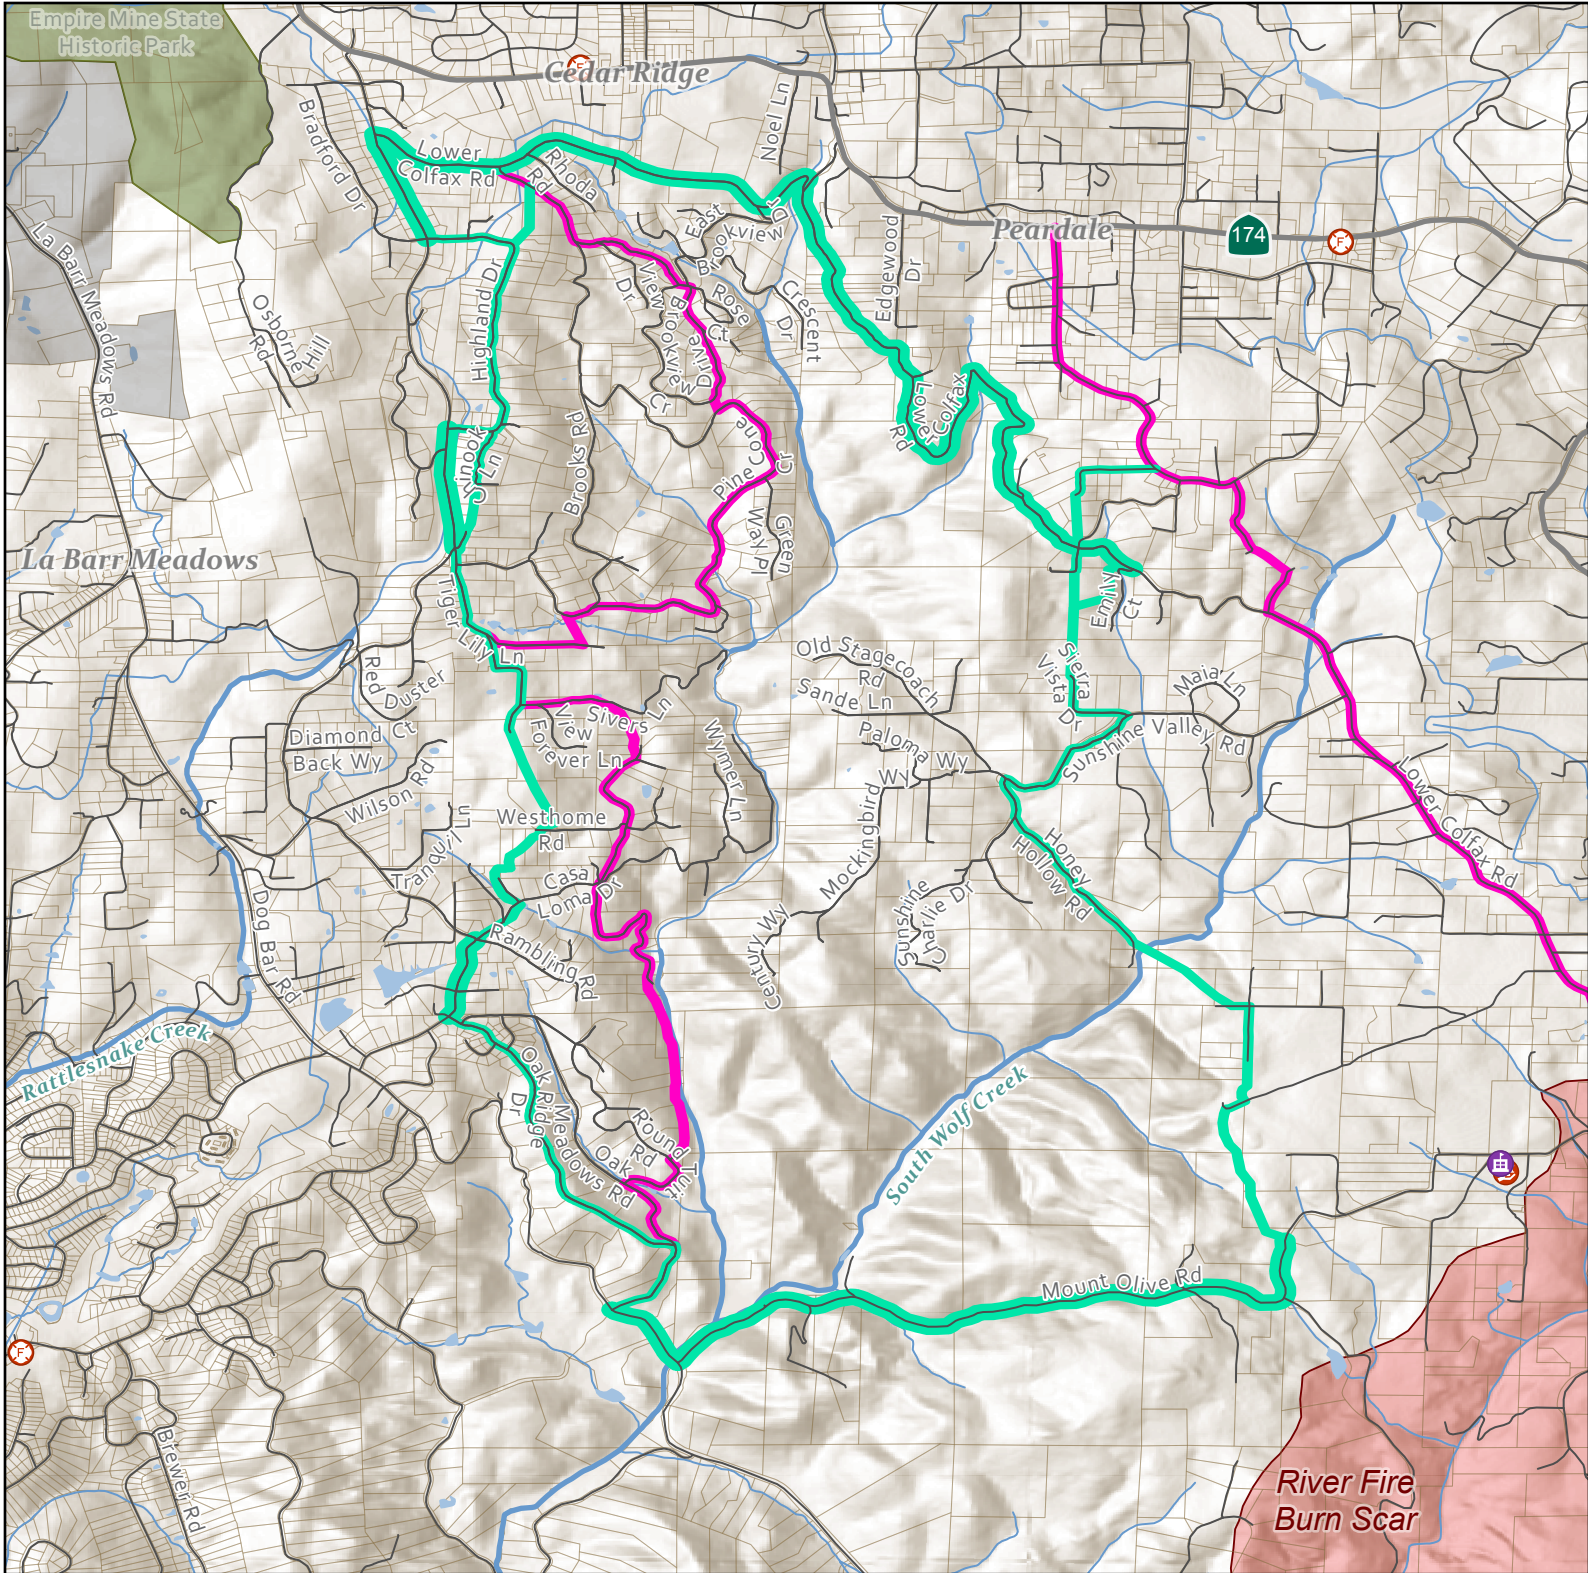 Empire Mine State
Historic Park
F
Cedar Ridge
Noel Ln
Bradford Dr
Lower
Colfax Rd
Rhoda
Rd
La Barr Meadows Rd
East
Brookview
Dr
Edgewood
Dr
Peardale
174
F
Osborne
Hill
Rd
Highland Dr
View
Dr
Brookview
Drive
Rose
Ct
Crescent
Dr
Cr
Lower
Colfax
Rd
Brooks Rd
Chinook
Ln
Pine Cone
Cr
Green
Way Pl
La Barr Meadows
Tiger Lily Ln
Emily
Ct
Red
Duster
Ct
Old Stagecoach
Rd
Sande Ln
Sierra
Vista Dr
Maia Ln
Diamond
Back Wy
View
Forever Ln
Sivers Ln
Wymer Ln
Paloma Wy
Wy
Sunshine Valley Rd
Wilson Rd
Westhome
Rd
Mockingbird
Honey
Hollow Rd
Lower Colfax Rd
Tranquil Ln
Casa
Loma Dr
Sunshine
Charlie Dr
Dog Bar Rd
Rambling Rd
Century Wy
Rattlesnake Creek
Oak Ridge
Dr
Meadows Rd
Oak
Round Tuit
Rd
South Wolf Creek
Mount Olive Rd
F
Brewer Rd
River Fire
Burn Scar